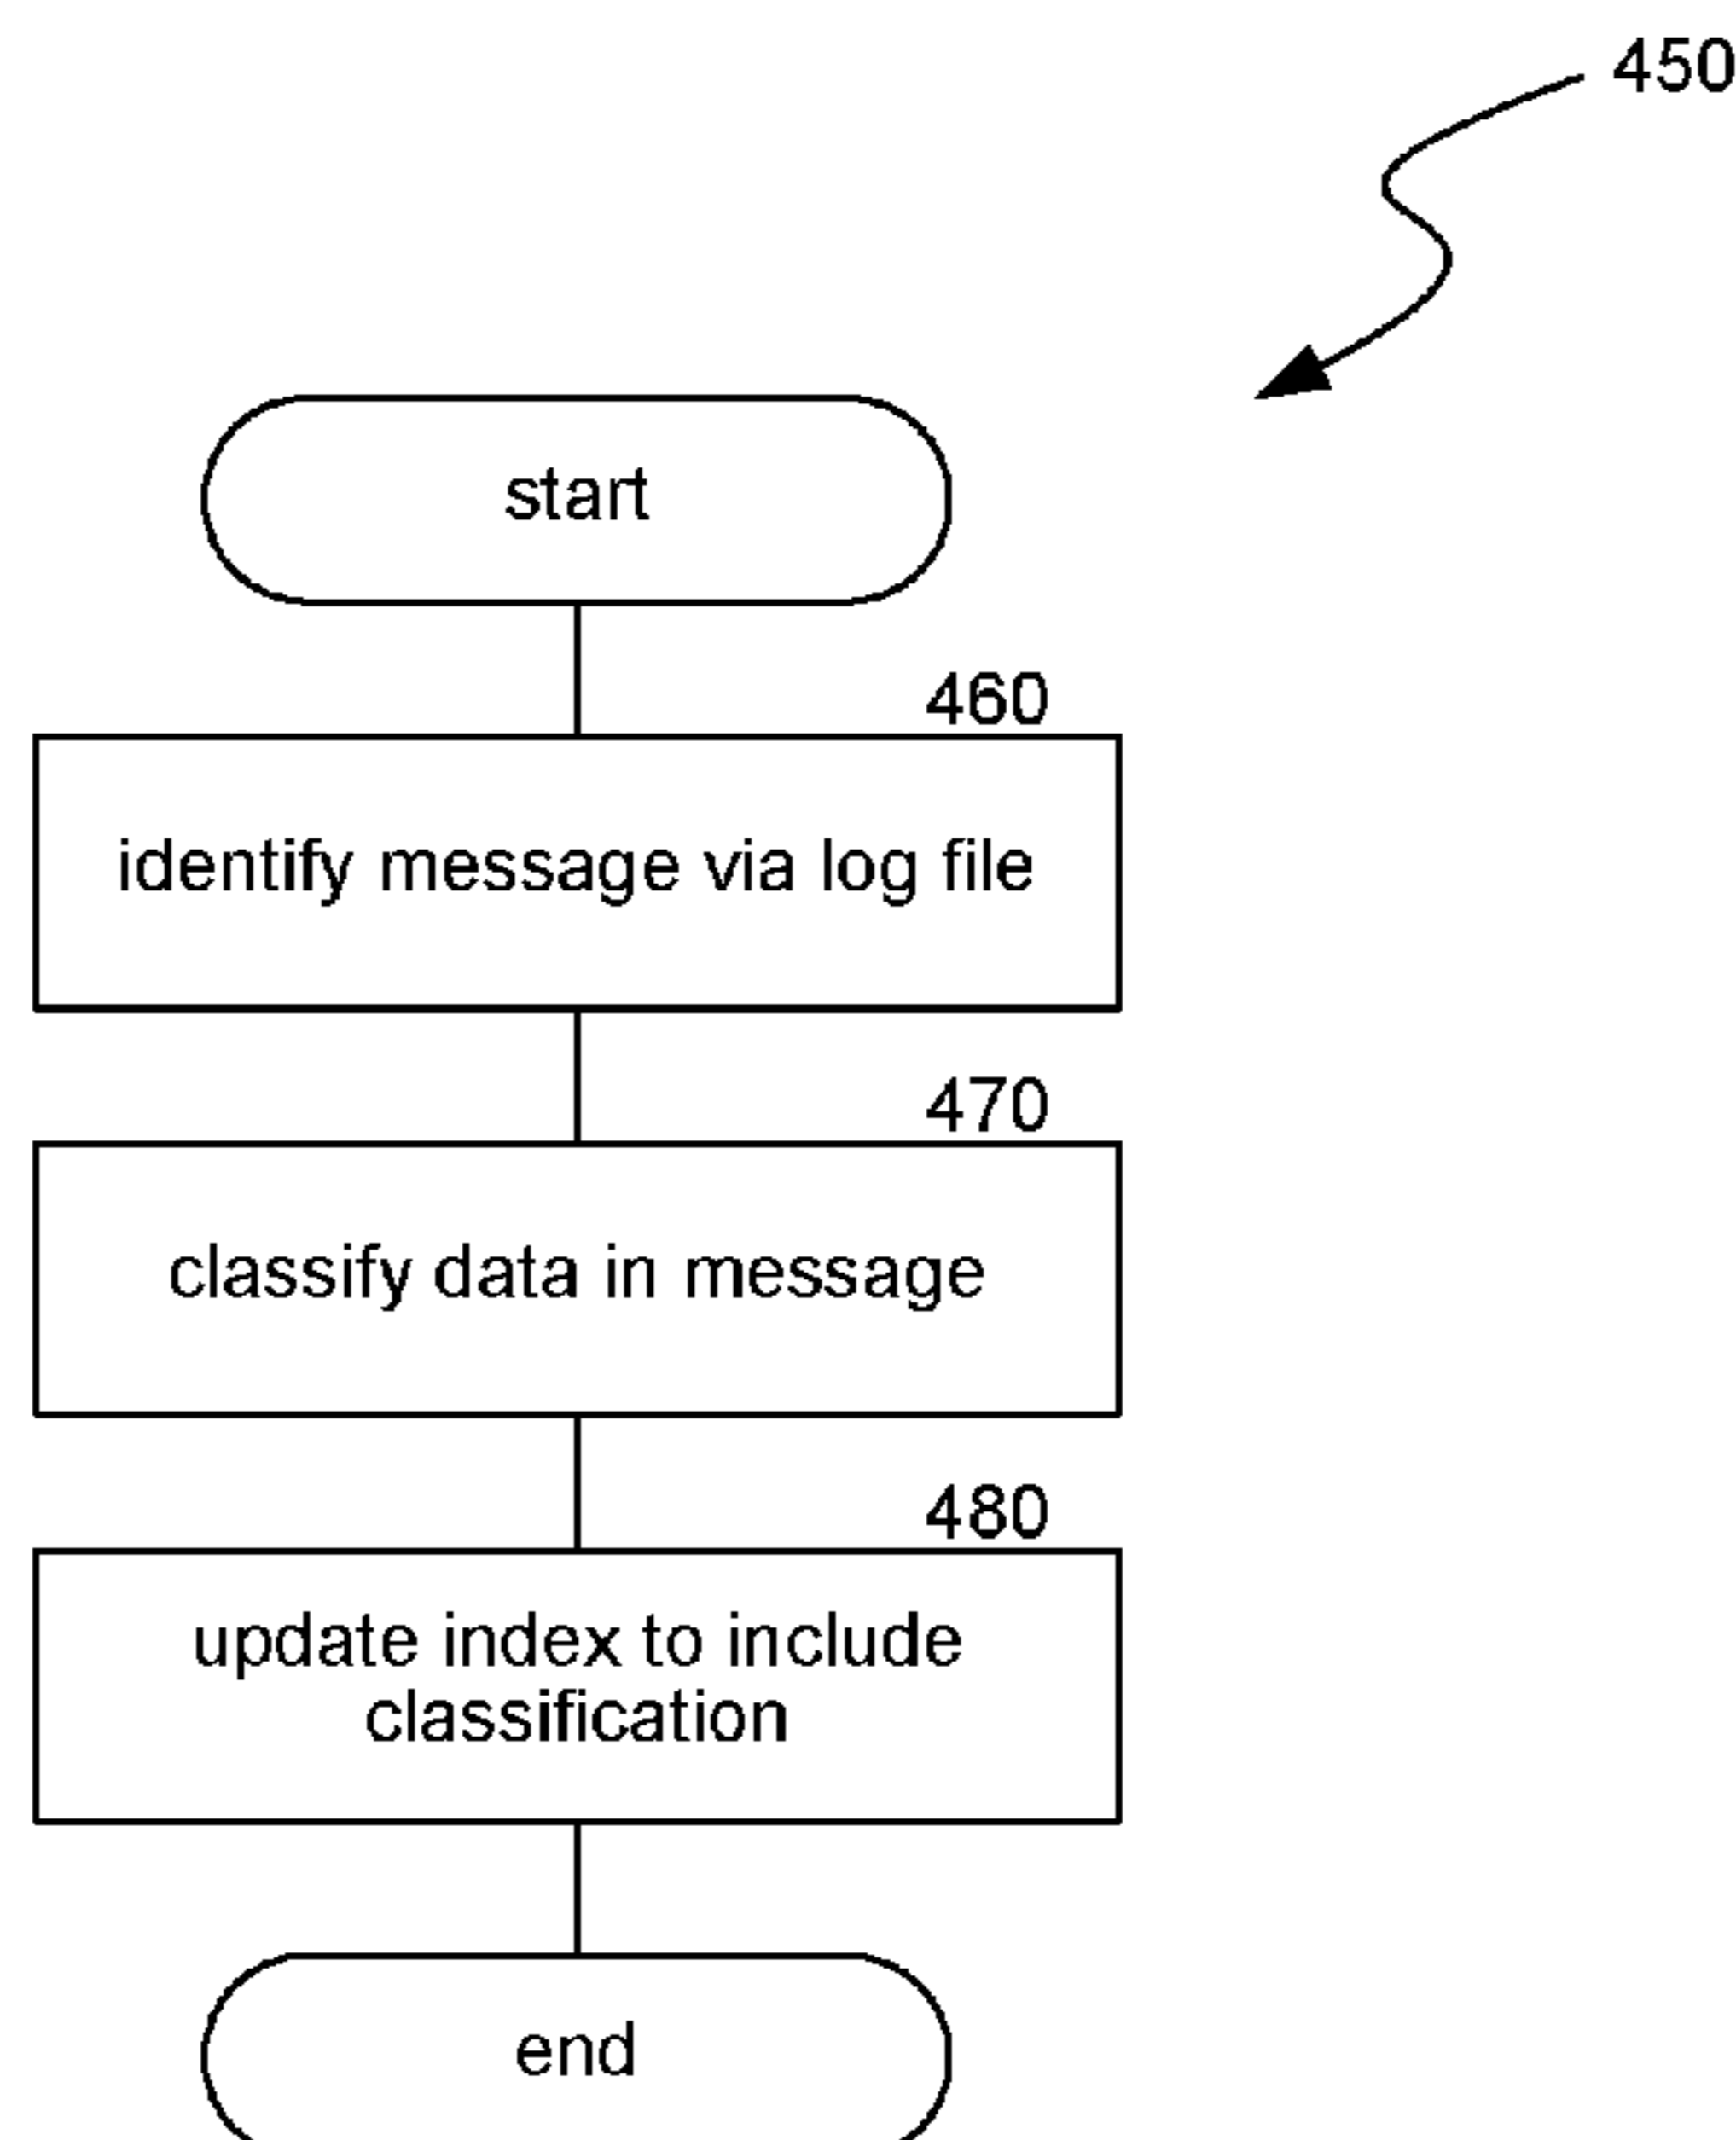 450
start
460
identify message via log file
470
classify data in message
480
update index to include
classification
end